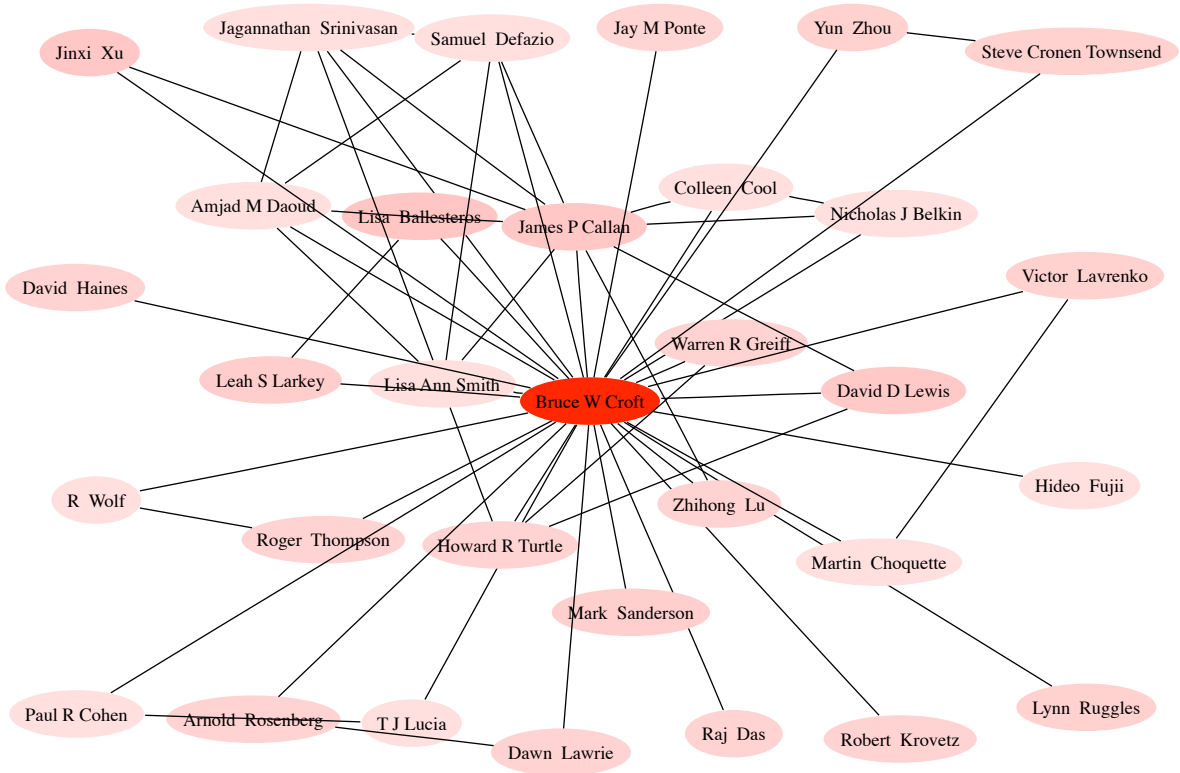 Jagannathan Srinivasan
Samuel Defazio
Jay M Ponte
Yun Zhou
Steve Cronen Townsend
Jinxi Xu
Colleen Cool
Amjad M Daoud
Lisa Ballesteros
James P Callan
Nicholas J Belkin
David Haines
Victor Lavrenko
Warren R Greiff
Leah S Larkey
Lisa Ann Smith
Bruce W Croft
David D Lewis
R Wolf
Hideo Fujii
Zhihong Lu
Roger Thompson
Howard R Turtle
Martin Choquette
Mark Sanderson
Paul R Cohen
Arnold Rosenberg
T J Lucia
Lynn Ruggles
Raj Das
Robert Krovetz
Dawn Lawrie